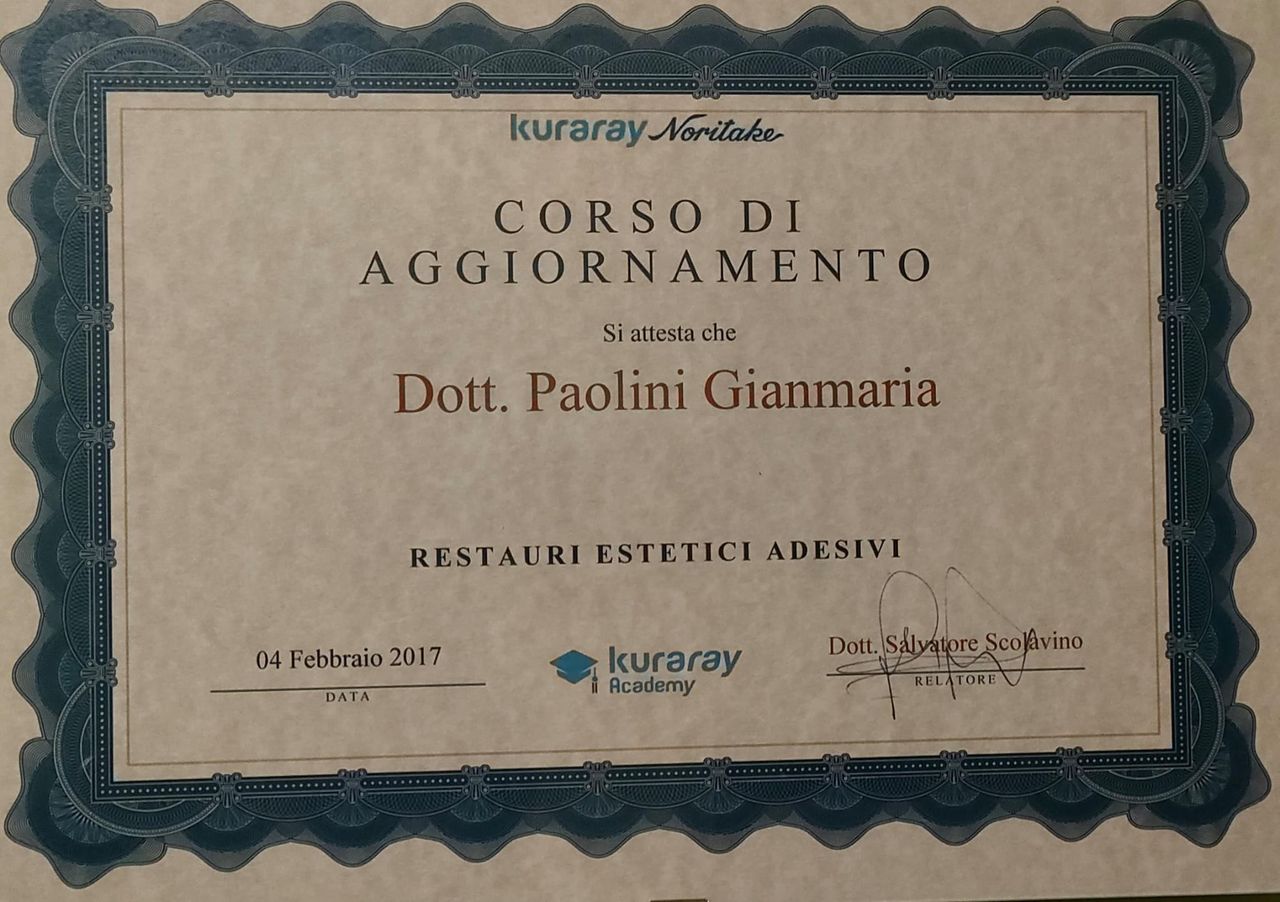 kuraray Noritake
CORSO DI
AGGIORNAMENTO
Si attesta che
Dott. Paolini Gianmaria
RESTAURI ESTETICI ADESIVI
04 Febbraio 2017
DATA
kuraray
Academy
Dott. Salvatore Scolavino
RELATORE